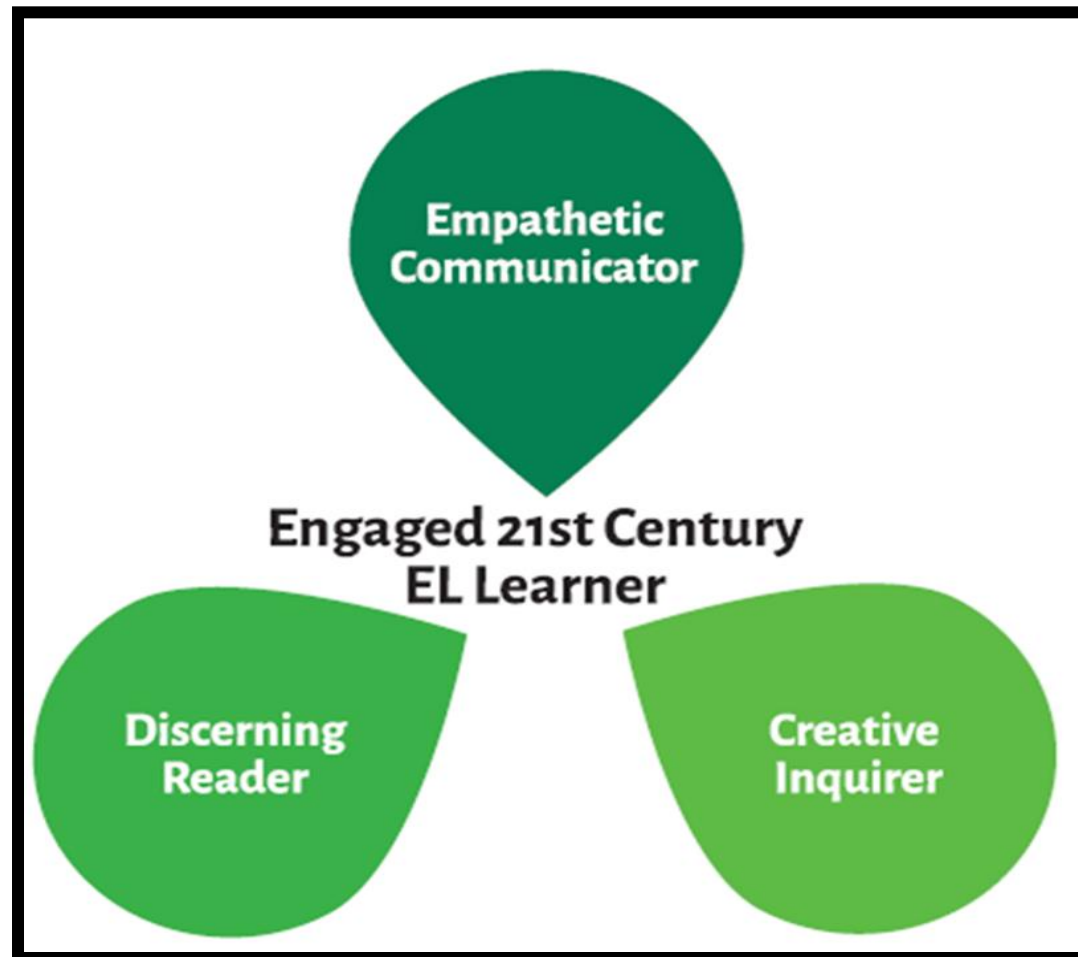 Empathetic
Communicator
Engaged 21st Century
EL Learner
Discerning
Reader
Creative
Inquirer